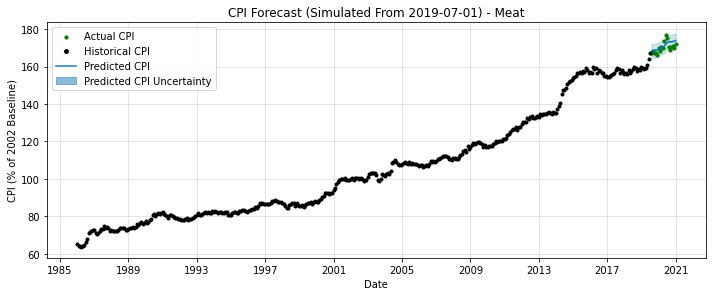 CPI Forecast (Simulated From 2019-07-01) - Meat
Actual CPI
Historical CPI
Predicted CPI
Predicted CPI Uncertainty
CPI (% of 2002 Baseline)
180
160
140
120
100
80
60
1985
1989
1993
1997
2001
2005
2009
2013
2017
2021
Date